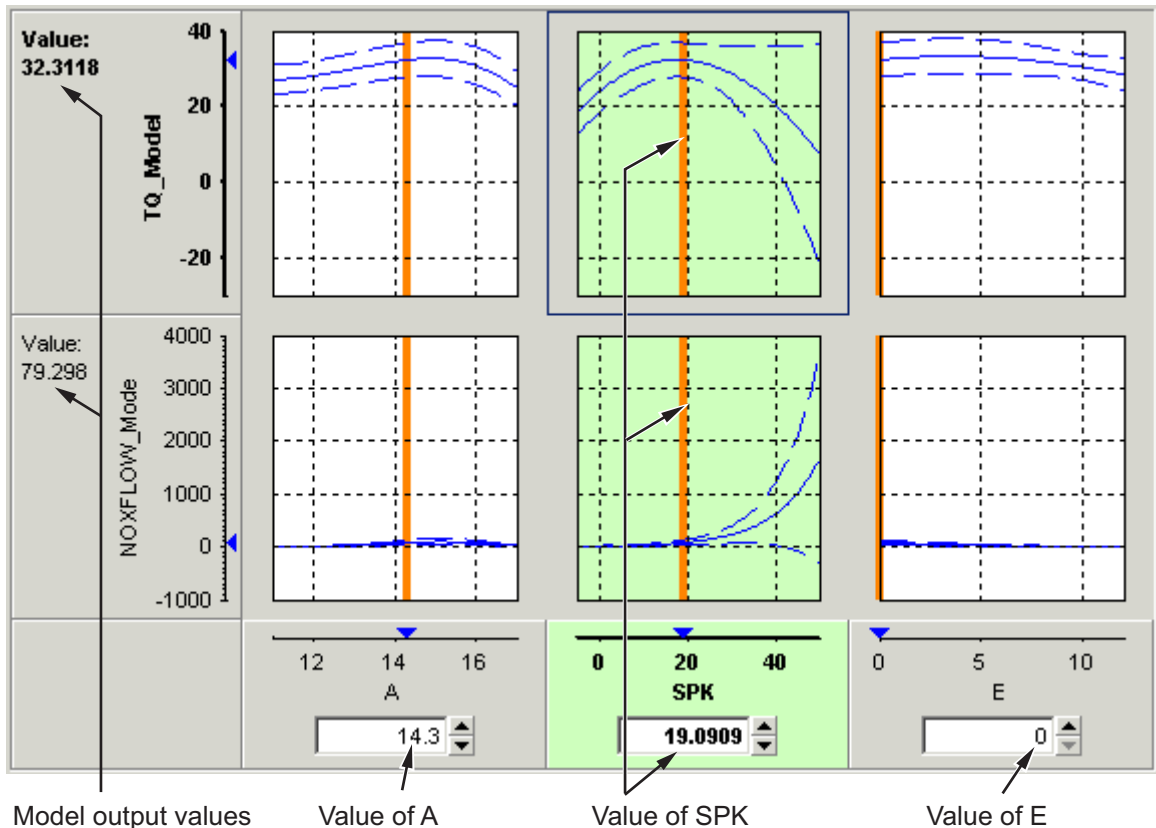 Value:
32.3118
TQ_Model
40
20
0
-20
Value:
79.298
NOXFLOW_Mode
4000
3000
2000
1000
0
-1000
12 14 16
A
14.3
0 20 40
SPK
19.0909
0 5 10
E
0
Model output values
Value of A
Value of SPK
Value of E